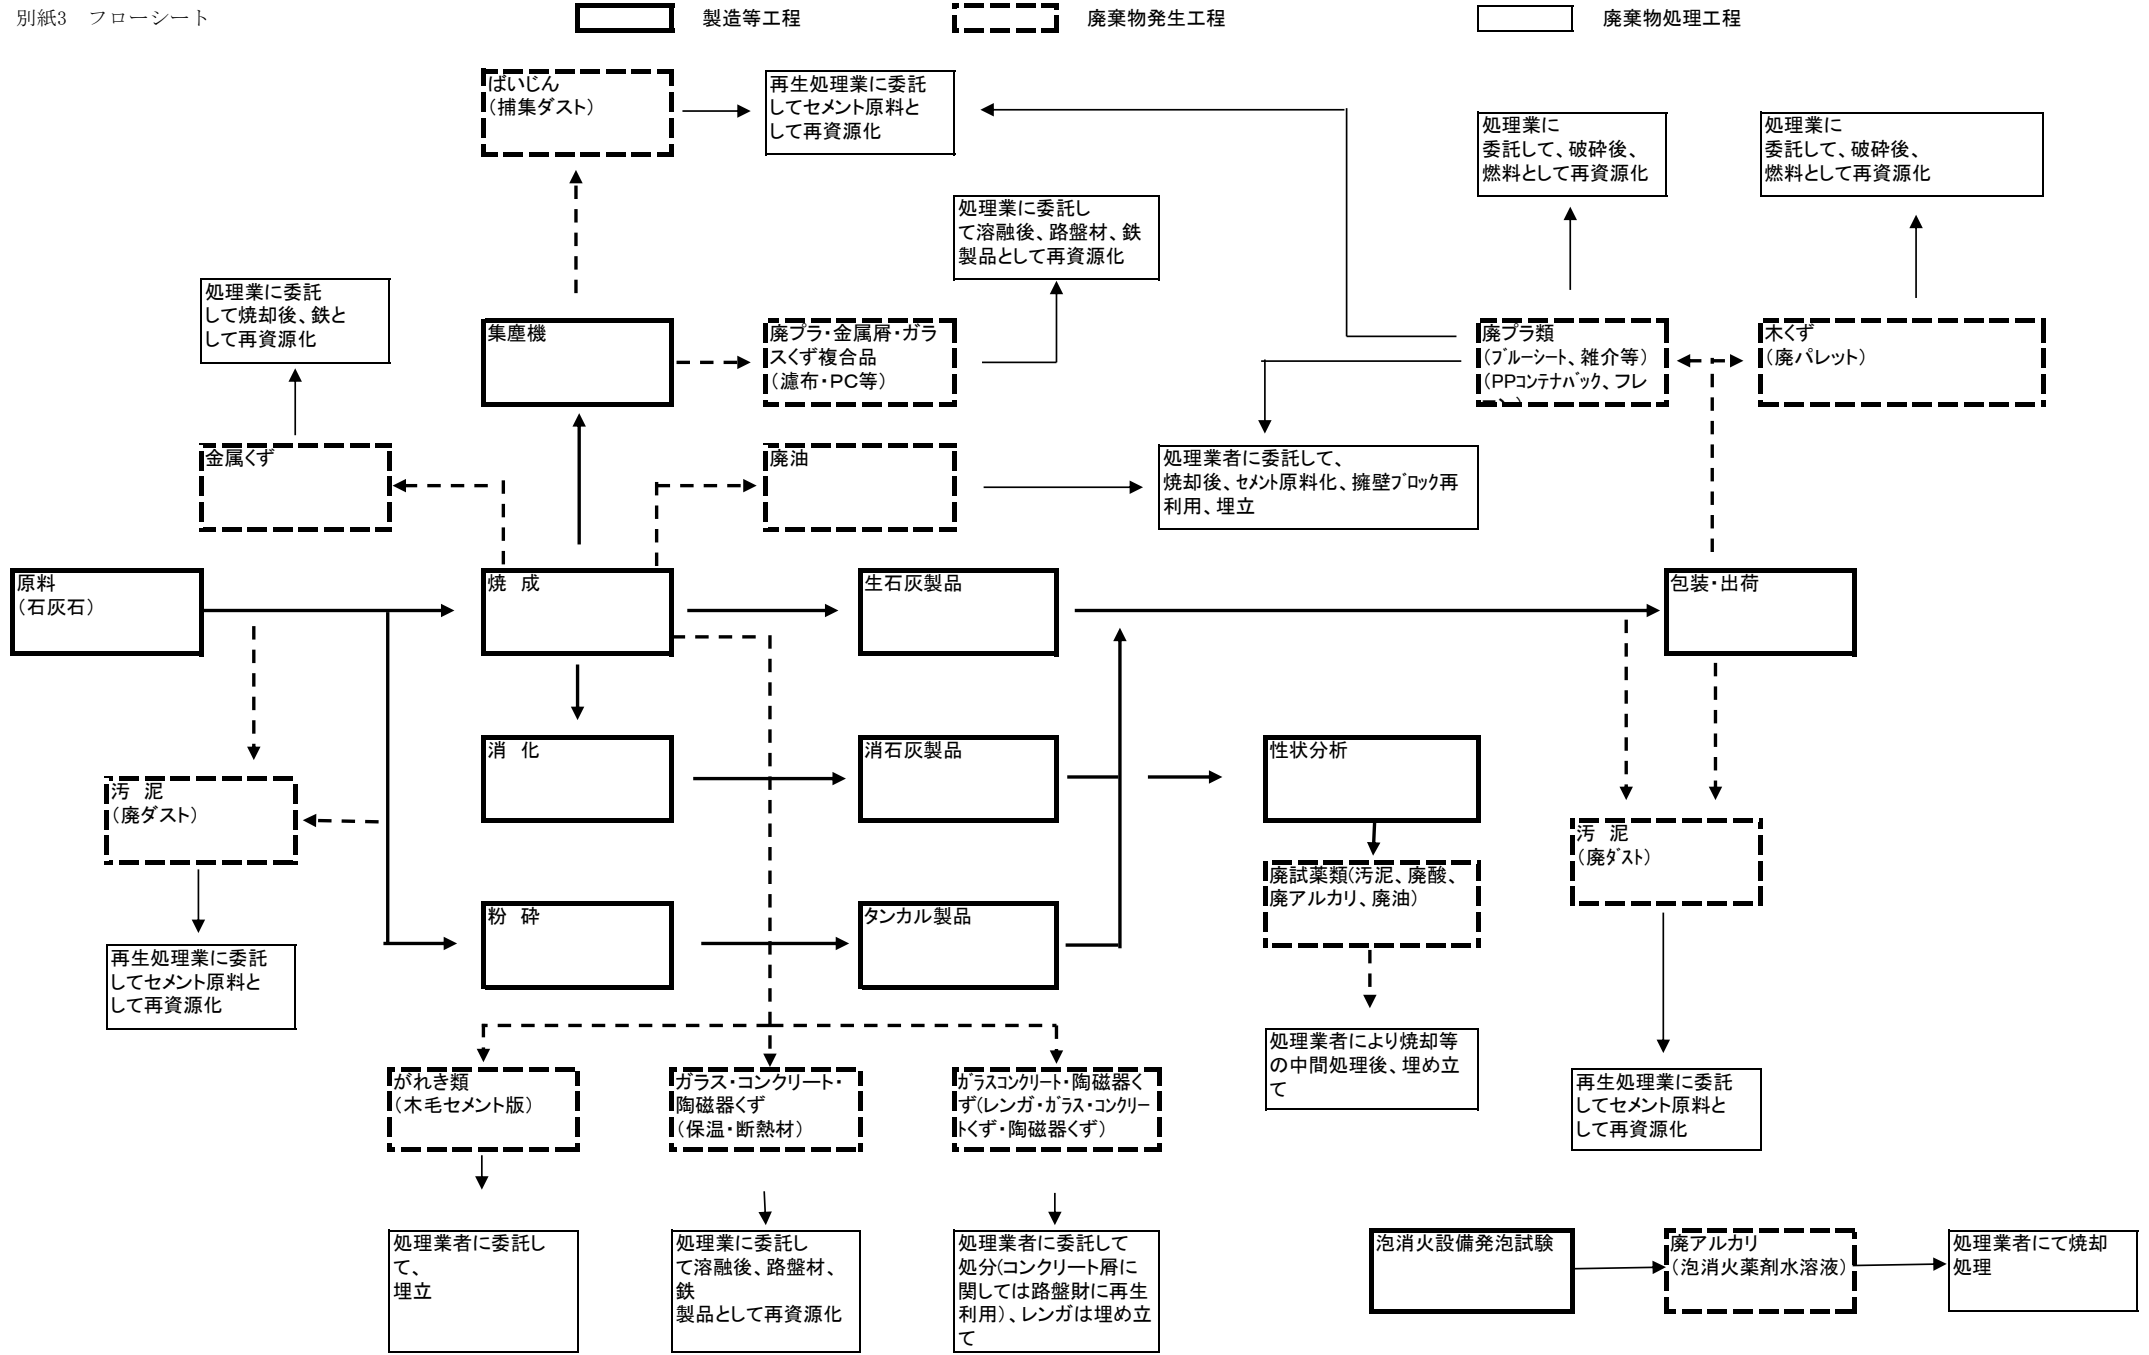 別紙3　フローシート
製造等工程
廃棄物発生工程
廃棄物処理工程
ばいじん
（捕集ダスト）
再生処理業に委託
してセメント原料と
して再資源化
処理業に
委託して、破砕後、
燃料として再資源化
処理業に
委託して、破砕後、
燃料として再資源化
処理業に委託し
て溶融後、路盤材、鉄
製品として再資源化
処理業に委託
して焼却後、鉄と
して再資源化
集塵機
廃プラ・金属屑・ガラ
スくず複合品
（濾布・PC等）
廃プラ類
（ﾌﾞﾙｰシート、雑介等）
（PPｺﾝﾃﾅﾊﾞｯｸ、フレ
木くず
（廃パレット）
金属くず
廃油
処理業者に委託して、
焼却後、ｾﾒﾝﾄ原料化、擁壁ﾌﾞﾛｯｸ再
利用、埋立
原料
（石灰石）
焼　成
生石灰製品
包装・出荷
消　化
消石灰製品
性状分析
汚　泥
（廃ダスト）
汚　泥
（廃ﾀﾞｽﾄ）
廃試薬類(汚泥、廃酸、
廃アルカリ、廃油）
粉　砕
タンカル製品
再生処理業に委託
してセメント原料と
して再資源化
処理業者により焼却等
の中間処理後、埋め立
て
がれき類
（木毛セメント版）
ガラス・コンクリート・
陶磁器くず
（保温・断熱材）
ｶﾞﾗｽｺﾝｸﾘｰﾄ・陶磁器く
ず(レンガ・ｶﾞﾗｽ・ｺﾝｸﾘｰ
ﾄくず・陶磁器くず）
再生処理業に委託
してセメント原料と
して再資源化
処理業者に委託し
て、
埋立
処理業に委託し
て溶融後、路盤材、
鉄
製品として再資源化
処理業者に委託して
処分(コンクリート屑に
関しては路盤財に再生
利用）、レンガは埋め立
て
泡消火設備発泡試験
廃アルカリ
（泡消火薬剤水溶液）
処理業者にて焼却
処理